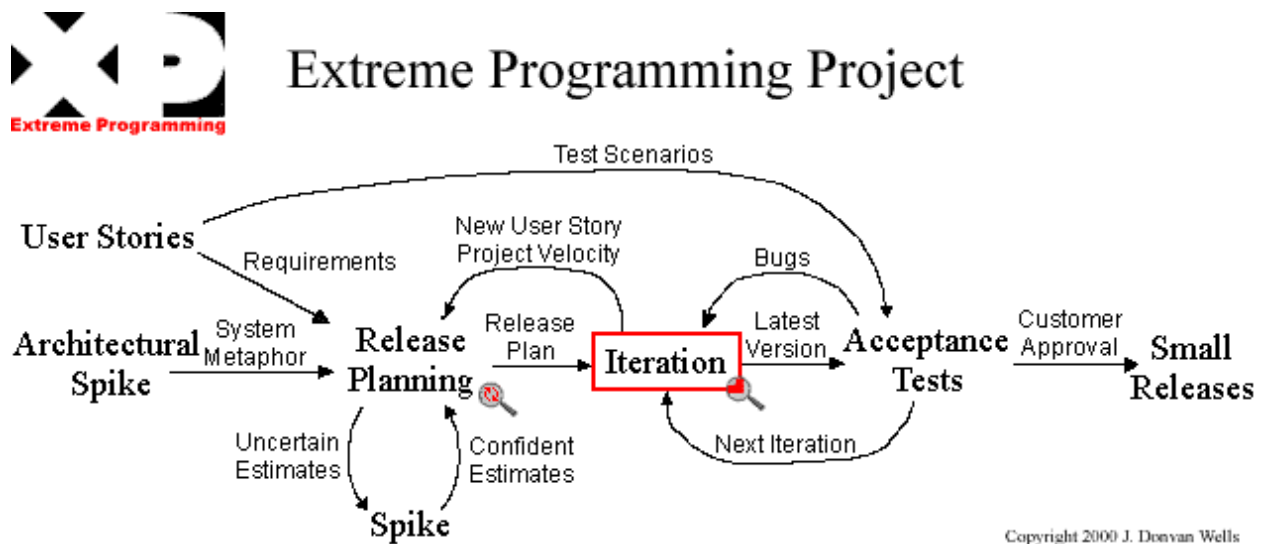 XP
Extreme Programming
Extreme Programming Project
Test Scenarios
User Stories
New User Story
Project Velocity
Bugs
Requirements
Architectural
Spike
System
Metaphor
Release
Planning
Release
Plan
Iteration
Latest
Version
Acceptance
Tests
Customer
Approval
Small
Releases
Uncertain
Estimates
Confident
Estimates
Next Iteration
Spike
Copyright 2000 J. Donvan Wells